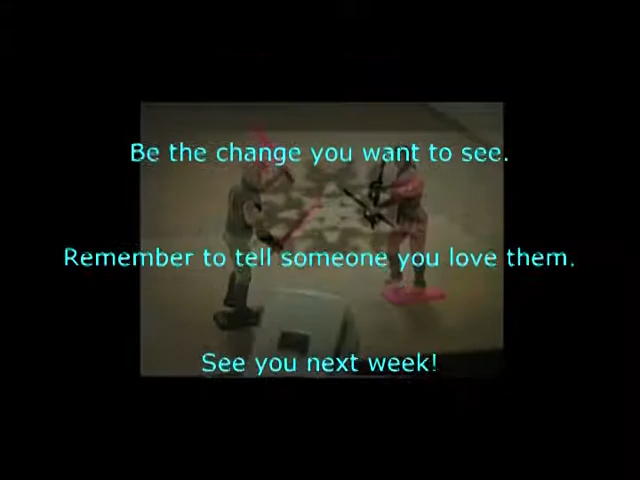 Be the change you want to see.
Remember to tell someone you love them.
See you next week!